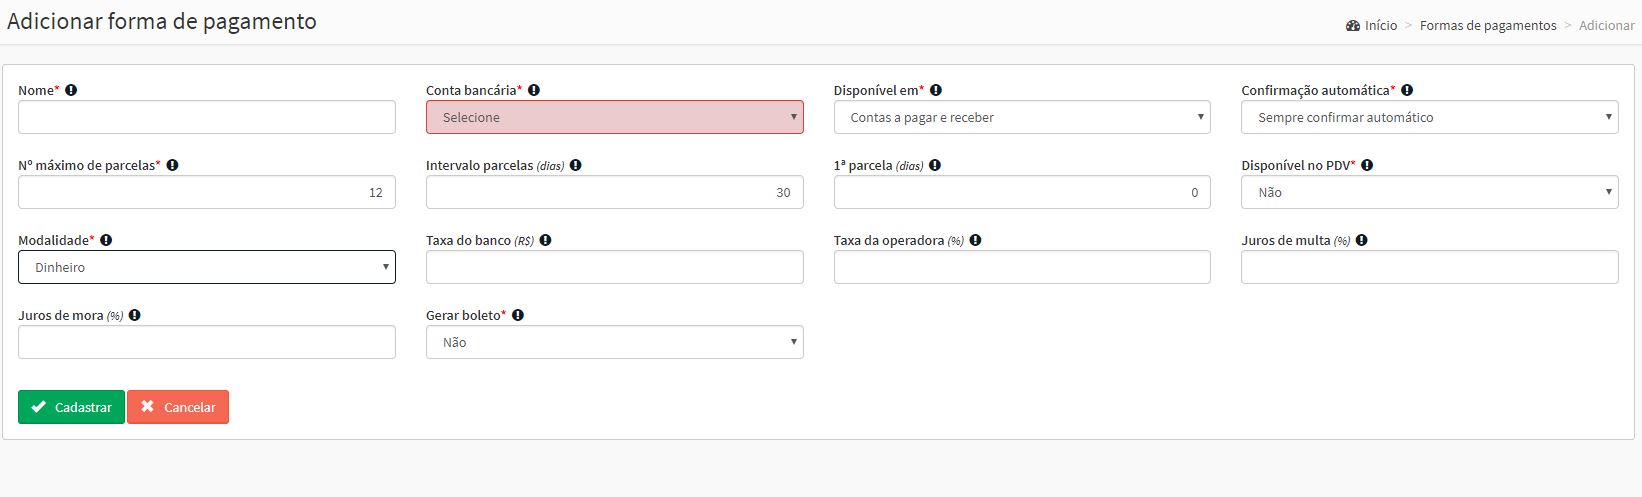 Adicionar forma de pagamento
Início > Formas de pagamentos > Adicionar
Nome* Conta bancária* Disponível em* Confirmação automática*
Selecione Contas a pagar e receber Sempre confirmar automático
Nº máximo de parcelas* Intervalo parcelas (dias) 1ª parcela (dias) Disponível no PDV*
12 30 0 Não
Modalidade* Taxa do banco (R$) Taxa da operadora (%) Juros de multa (%)
Dinheiro
Juros de mora (%) Gerar boleto*
Não
Cadastrar Cancelar